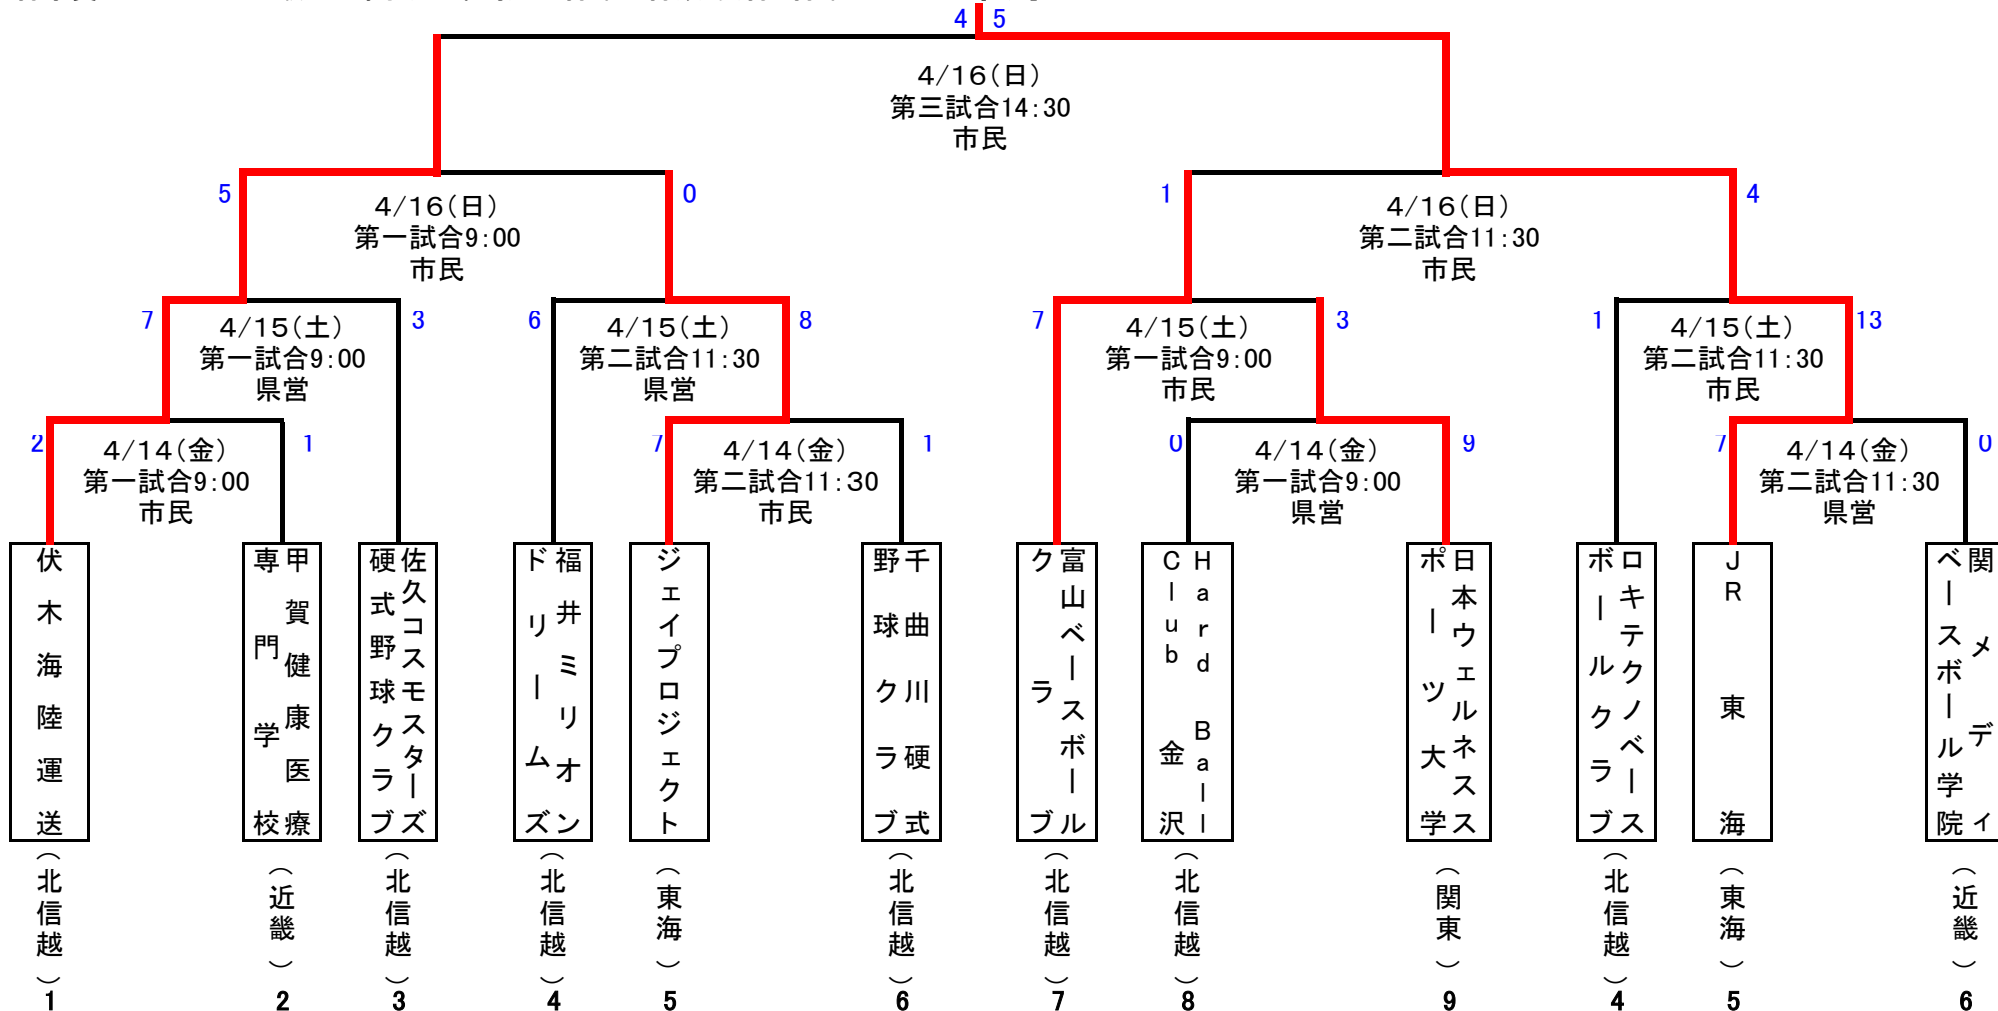 4 5
4/16(日)
第三試合14:30
市民
5 0 1 4
4/16(日)
第一試合9:00
市民
4/16(日)
第二試合11:30
市民
7 3 6 8 7 3 1 13
4/15(土)
第一試合9:00
県営
4/15(土)
第二試合11:30
県営
4/15(土)
第一試合9:00
市民
4/15(土)
第二試合11:30
市民
2 1 7 1 0 9 7 0
4/14(金)
第一試合9:00
市民
4/14(金)
第二試合11:30
市民
4/14(金)
第一試合9:00
県営
4/14(金)
第二試合11:30
県営
伏木海陸運送
(北信越)
1
甲賀健康医療
専門学校
(近畿)
2
佐久コスモスターズ
硬式野球クラブ
(北信越)
3
福井ミリオン
ドリームズ
(北信越)
4
ジェイプロジェクト
(東海)
5
千曲川硬式
野球クラブ
(北信越)
6
富山ベースボール
クラブ
(北信越)
7
Hard Ball
Club 金沢
(北信越)
8
日本ウェルネスス
ポーツ大学
(関東)
9
ロキテクノベース
ボールクラブ
(北信越)
4
JR東海
(東海)
5
関メディ
ベースボール学院
(近畿)
6